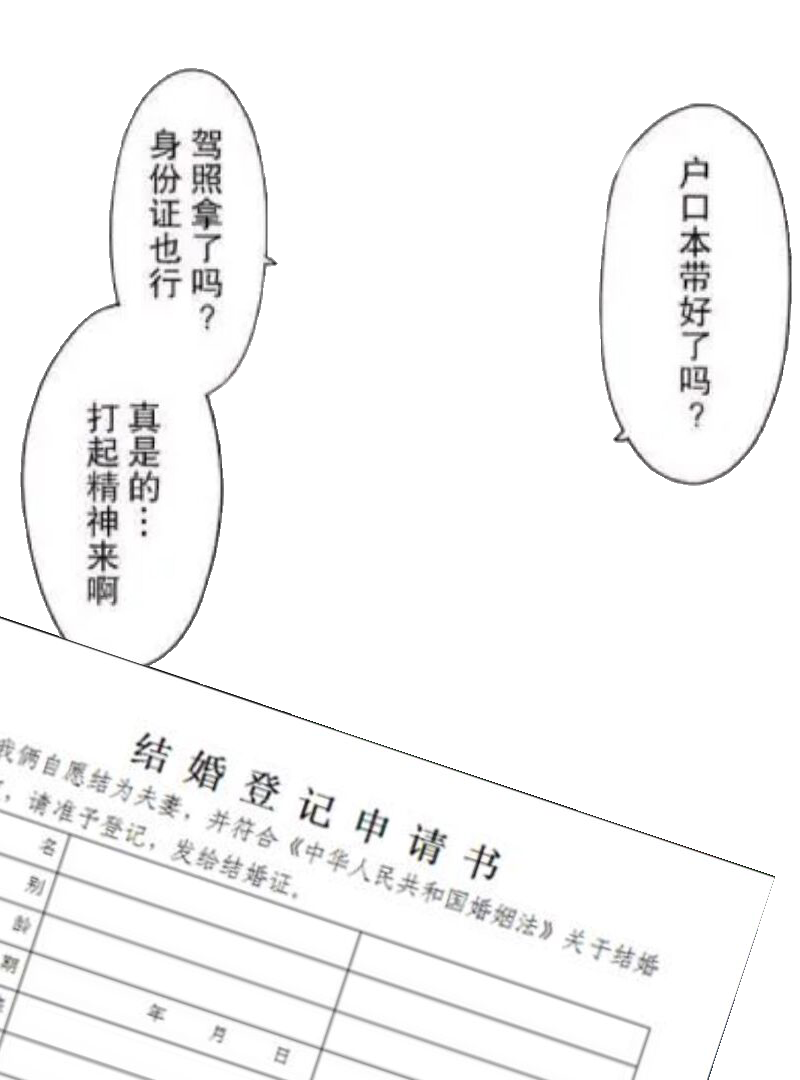 户口本带好了吗？
驾照拿了吗？
身份证也行
真是的…
打起精神来啊
结婚登记申请书
我俩自愿结为夫妻，并符合《中华人民共和国婚姻法》关于结婚
，请准予登记，发给结婚证。
名
别
龄
期
年 月 日